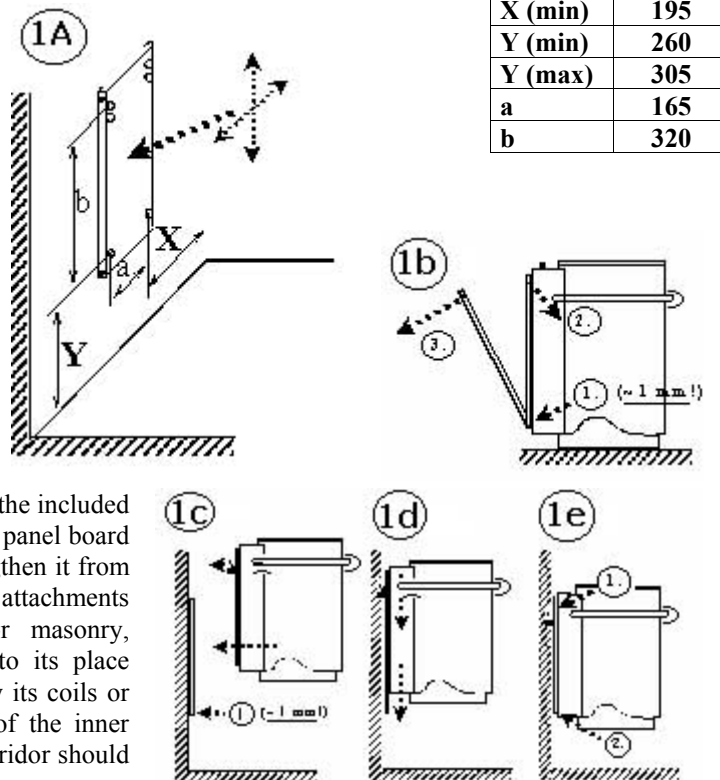 X (min) 195
Y (min) 260
Y (max) 305
a 165
b 320
1A
b
a
X
Y
1b
3.
2.
1. (~ 1 mm!)
the included
panel board
then it from
attachments
r masonry,
to its place
its coils or
of the inner
ridor should
1c
1 (~ 1 mm!)
1d
1e
1.
2.